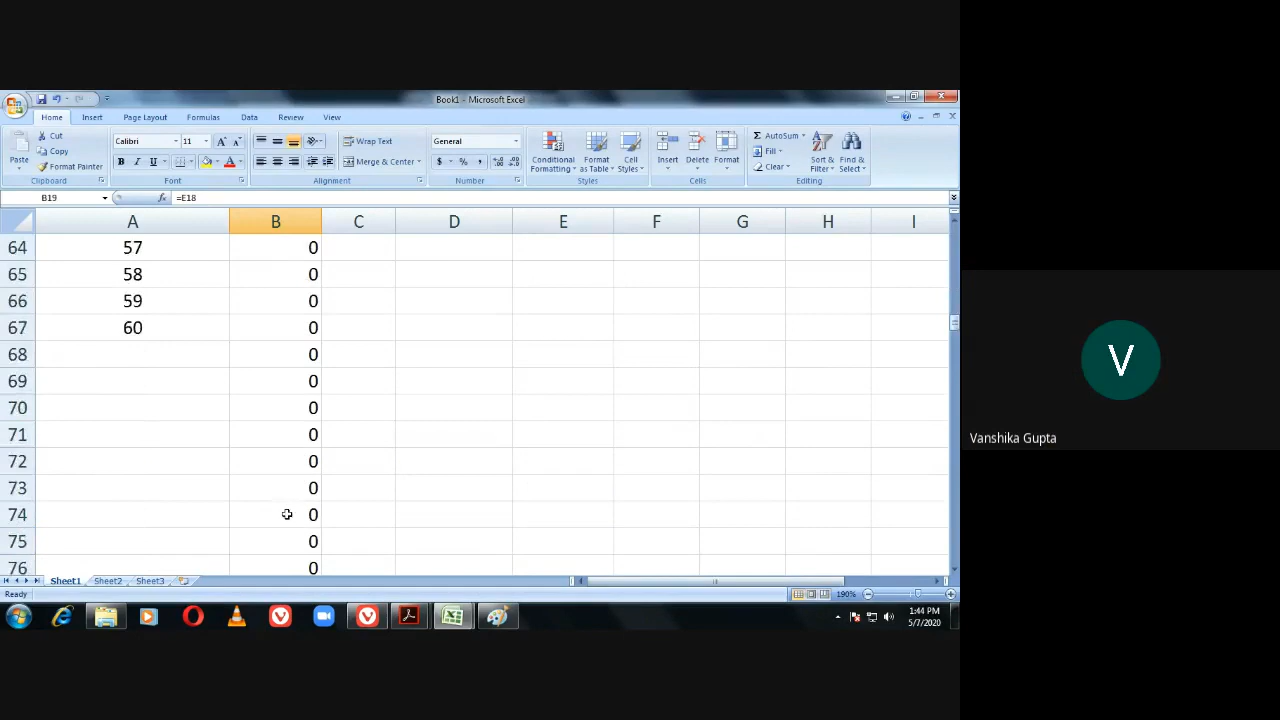 Book1 - Microsoft Excel
Home Insert Page Layout Formulas Data Review View
Cut
Copy
Format Painter
Paste
Clipboard
Calibri 11
B I U
Font
Wrap Text
Merge & Center
Alignment
General
$ % ,
Number
Conditional Formatting
Format as Table
Cell Styles
Styles
Insert Delete Format
Cells
Σ AutoSum
Fill
Clear
Sort & Filter
Find & Select
Editing
B19 fx =E18
A B C D E F G H I
64 57 0
65 58 0
66 59 0
67 60 0
68 0
69 0
70 0
71 0
72 0
73 0
74 0
75 0
76 0
Sheet1 Sheet2 Sheet3
Ready 190%
1:44 PM
5/7/2020
V
Vanshika Gupta